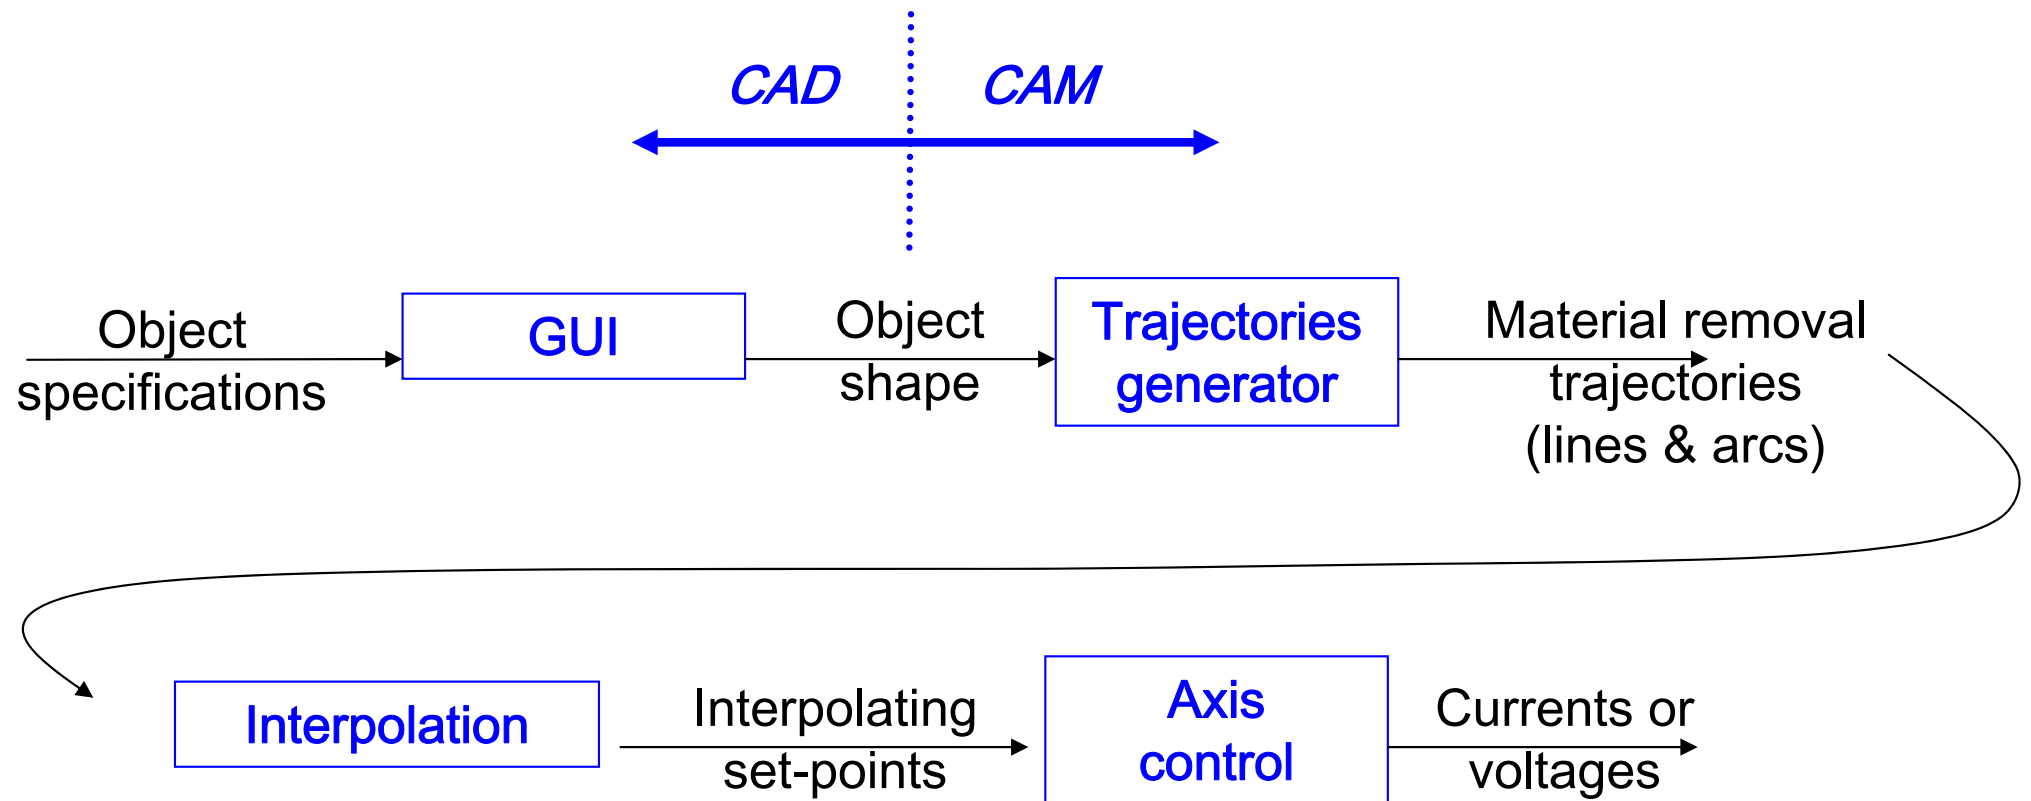 CAD
CAM
Object
specifications
GUI
Object
shape
Trajectories
generator
Material removal
trajectories
(lines & arcs)
Interpolation
Interpolating
set-points
Axis
control
Currents or
voltages